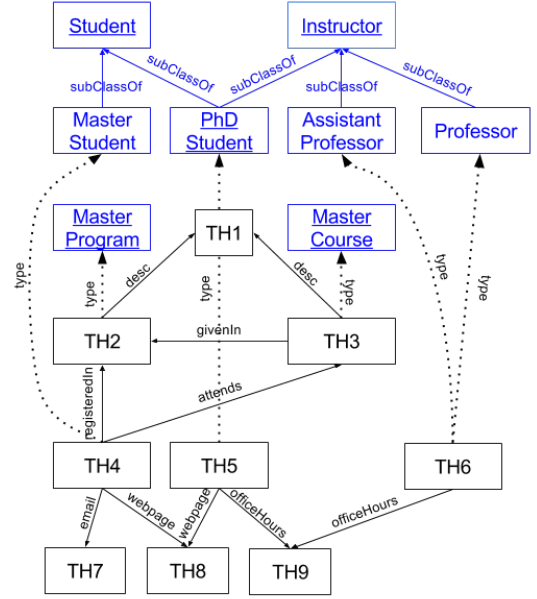 Student
Instructor
subClassOf
subClassOf
subClassOf
subClassOf
subClassOf
Master
Student
PhD
Student
Assistant
Professor
Professor
Master
Program
TH1
Master
Course
type
type
desc
type
desc
type
type
type
TH2
givenIn
TH3
registeredIn
attends
TH4
TH5
TH6
email
webpage
webpage
officeHours
officeHours
TH7
TH8
TH9